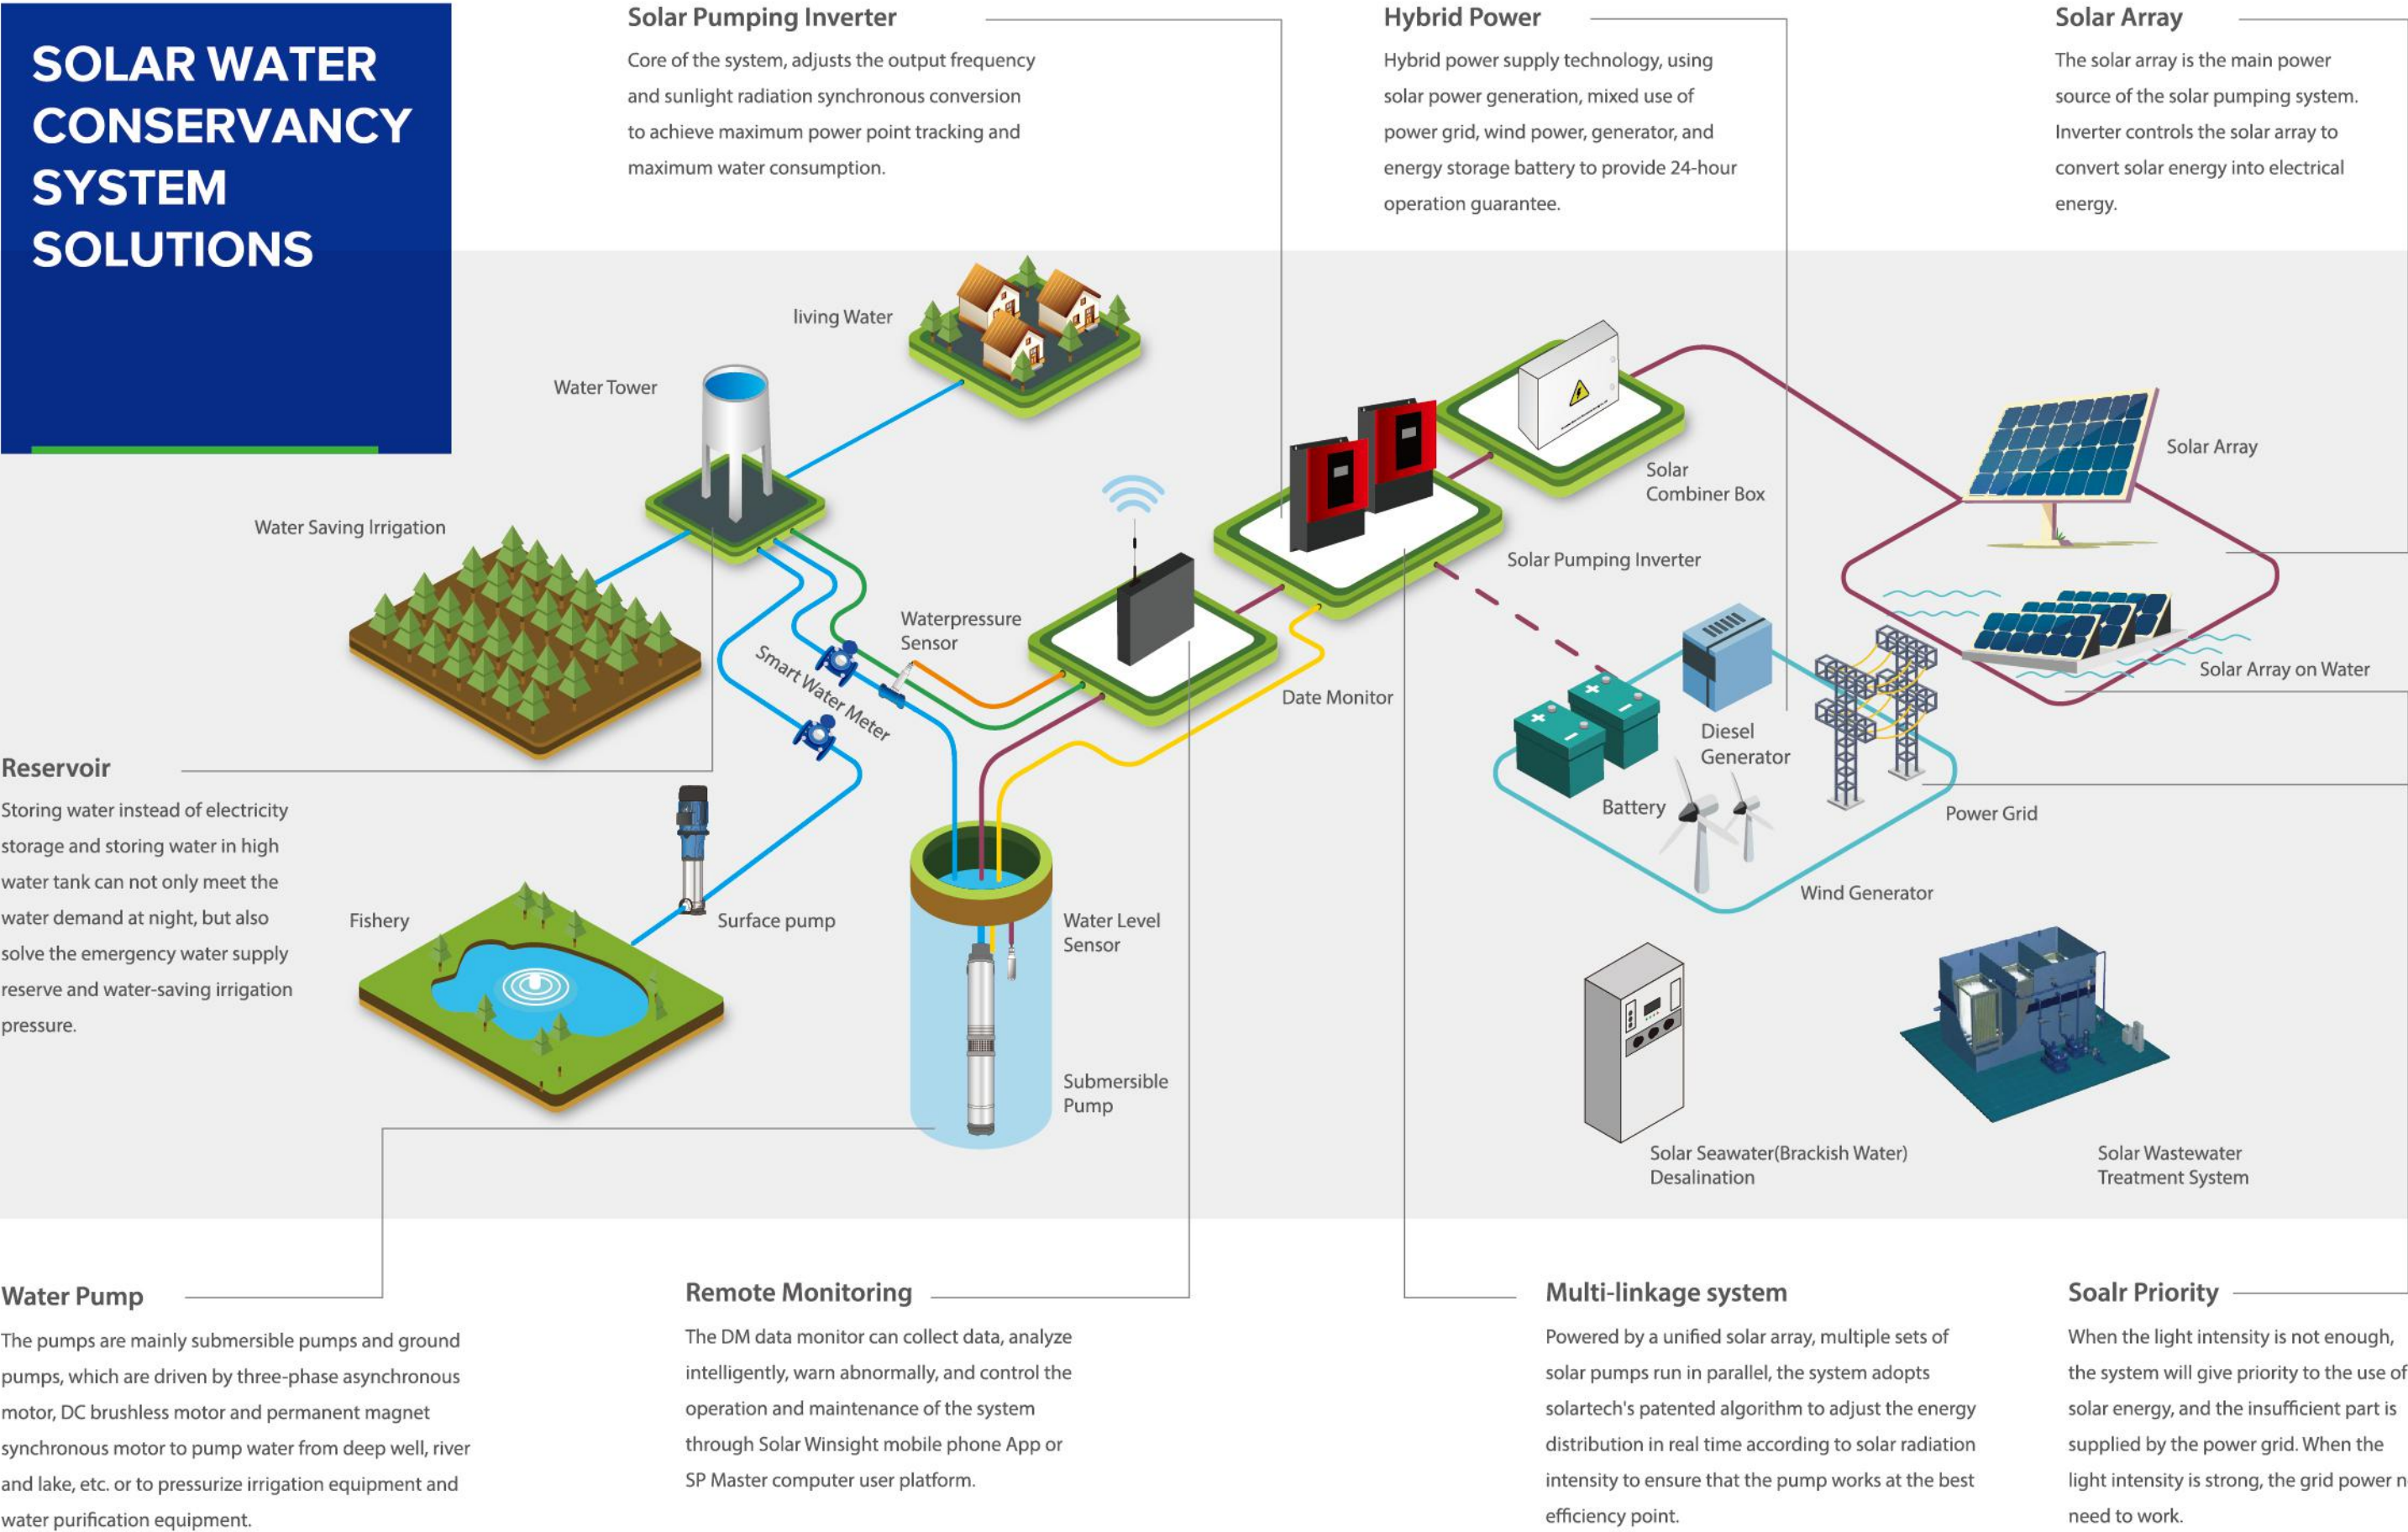 SOLAR WATER
CONSERVANCY
SYSTEM
SOLUTIONS
Solar Pumping Inverter
Core of the system, adjusts the output frequency
and sunlight radiation synchronous conversion
to achieve maximum power point tracking and
maximum water consumption.
Hybrid Power
Hybrid power supply technology, using
solar power generation, mixed use of
power grid, wind power, generator, and
energy storage battery to provide 24-hour
operation guarantee.
Solar Array
The solar array is the main power
source of the solar pumping system.
Inverter controls the solar array to
convert solar energy into electrical
energy.
living Water
Water Tower
Water Saving Irrigation
Waterpressure
Sensor
Smart Water Meter
Date Monitor
Solar Pumping Inverter
Solar
Combiner Box
Solar Array
Solar Array on Water
Diesel
Generator
Battery
Power Grid
Wind Generator
Reservoir
Storing water instead of electricity
storage and storing water in high
water tank can not only meet the
water demand at night, but also
solve the emergency water supply
reserve and water-saving irrigation
pressure.
Fishery
Surface pump
Water Level
Sensor
Submersible
Pump
Solar Seawater(Brackish Water)
Desalination
Solar Wastewater
Treatment System
Water Pump
The pumps are mainly submersible pumps and ground
pumps, which are driven by three-phase asynchronous
motor, DC brushless motor and permanent magnet
synchronous motor to pump water from deep well, river
and lake, etc. or to pressurize irrigation equipment and
water purification equipment.
Remote Monitoring
The DM data monitor can collect data, analyze
intelligently, warn abnormally, and control the
operation and maintenance of the system
through Solar Winsight mobile phone App or
SP Master computer user platform.
Multi-linkage system
Powered by a unified solar array, multiple sets of
solar pumps run in parallel, the system adopts
solartech's patented algorithm to adjust the energy
distribution in real time according to solar radiation
intensity to ensure that the pump works at the best
efficiency point.
Soalr Priority
When the light intensity is not enough,
the system will give priority to the use of
solar energy, and the insufficient part is
supplied by the power grid. When the
light intensity is strong, the grid power n
need to work.